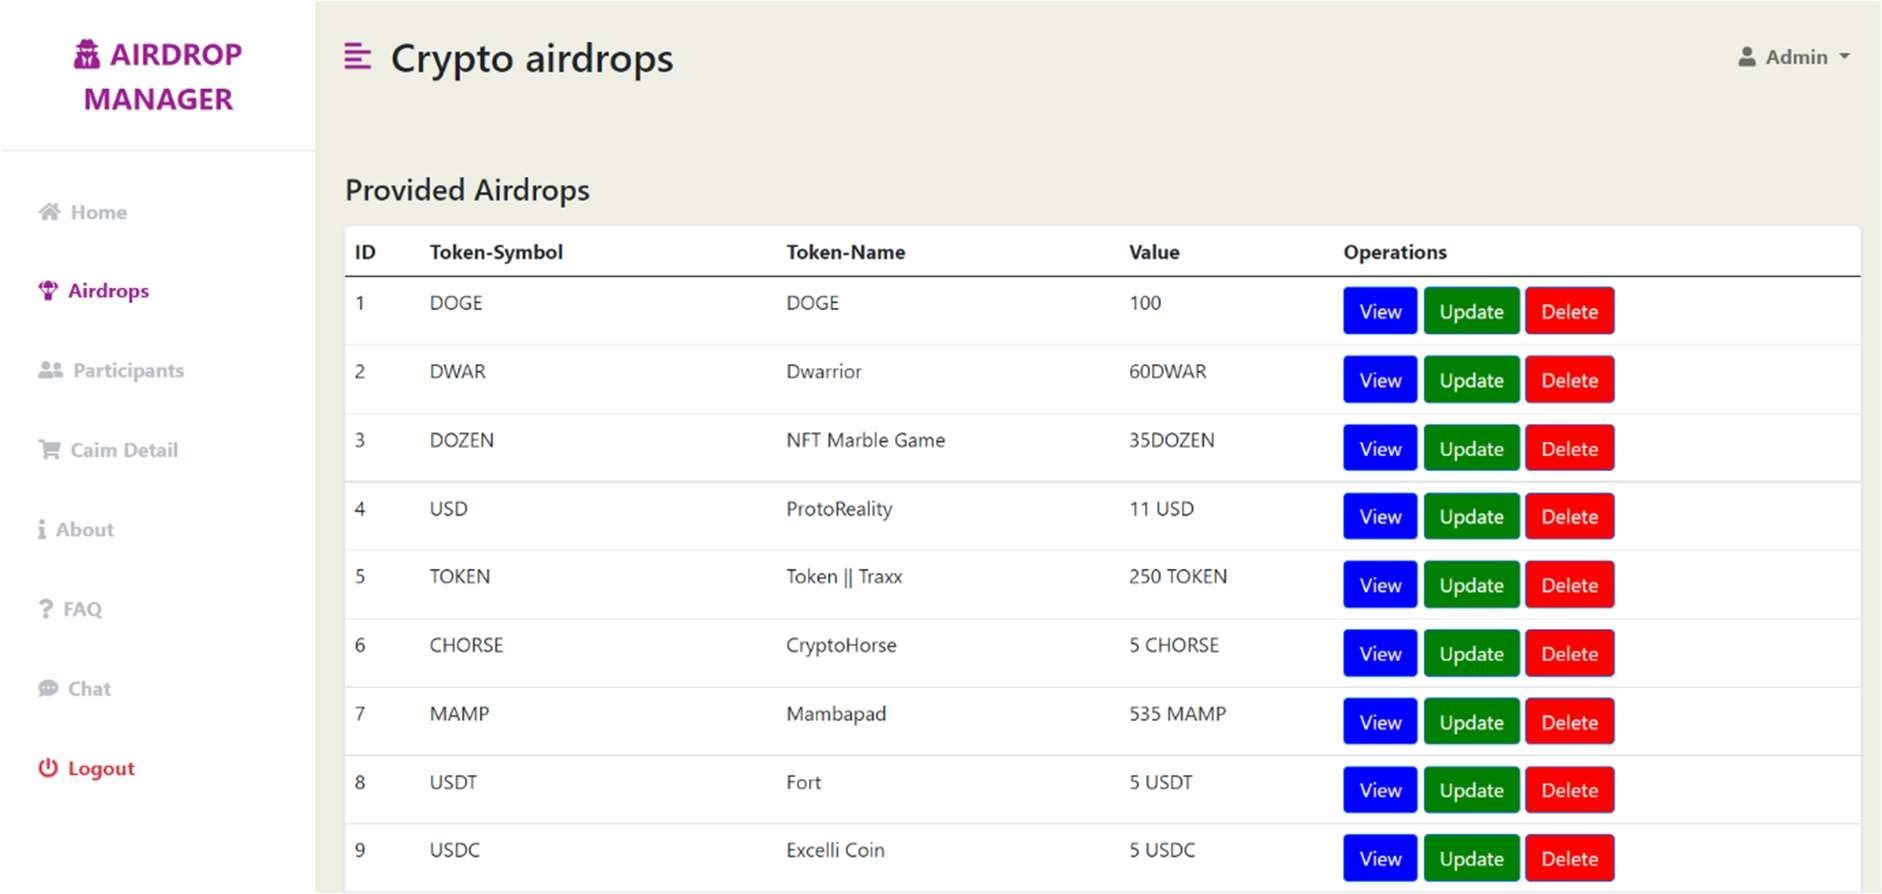 AIRDROP
MANAGER
Crypto airdrops
Admin
Home
Airdrops
Participants
Caim Detail
About
FAQ
Chat
Logout
Provided Airdrops
ID Token-Symbol Token-Name Value Operations
1 DOGE DOGE 100 View Update Delete
2 DWAR Dwarrior 60DWAR View Update Delete
3 DOZEN NFT Marble Game 35DOZEN View Update Delete
4 USD ProtoReality 11 USD View Update Delete
5 TOKEN Token || Traxx 250 TOKEN View Update Delete
6 CHORSE CryptoHorse 5 CHORSE View Update Delete
7 MAMP Mambapad 535 MAMP View Update Delete
8 USDT Fort 5 USDT View Update Delete
9 USDC Excelli Coin 5 USDC View Update Delete